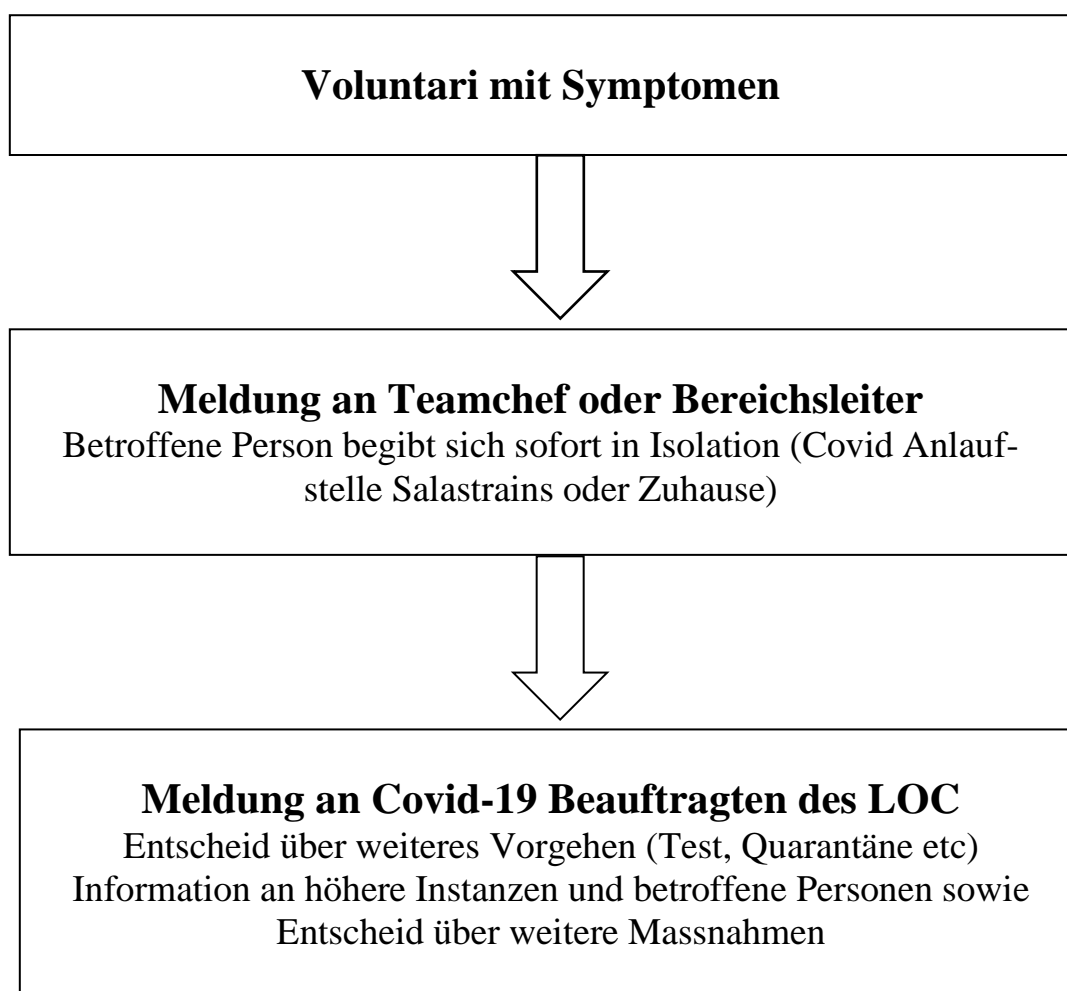 Voluntari mit Symptomen
Meldung an Teamchef oder Bereichsleiter
Betroffene Person begibt sich sofort in Isolation (Covid Anlauf-
stelle Salastrains oder Zuhause)
Meldung an Covid-19 Beauftragten des LOC
Entscheid über weiteres Vorgehen (Test, Quarantäne etc)
Information an höhere Instanzen und betroffene Personen sowie
Entscheid über weitere Massnahmen